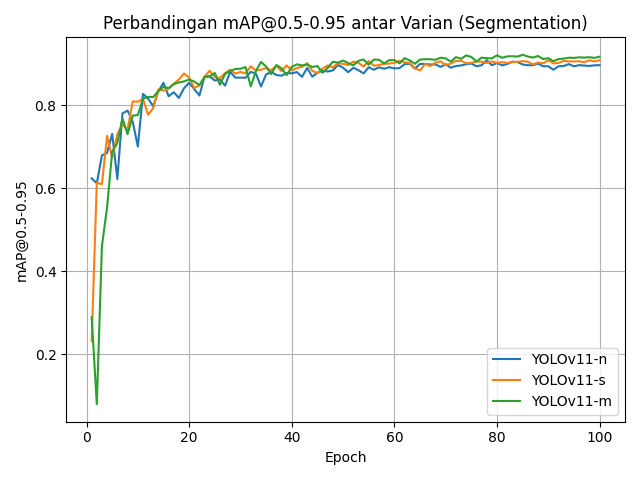 Perbandingan mAP@0.5-0.95 antar Varian (Segmentation)
mAP@0.5-0.95
0.8
0.6
0.4
0.2
0 20 40 60 80 100
Epoch
YOLOv11-n
YOLOv11-s
YOLOv11-m